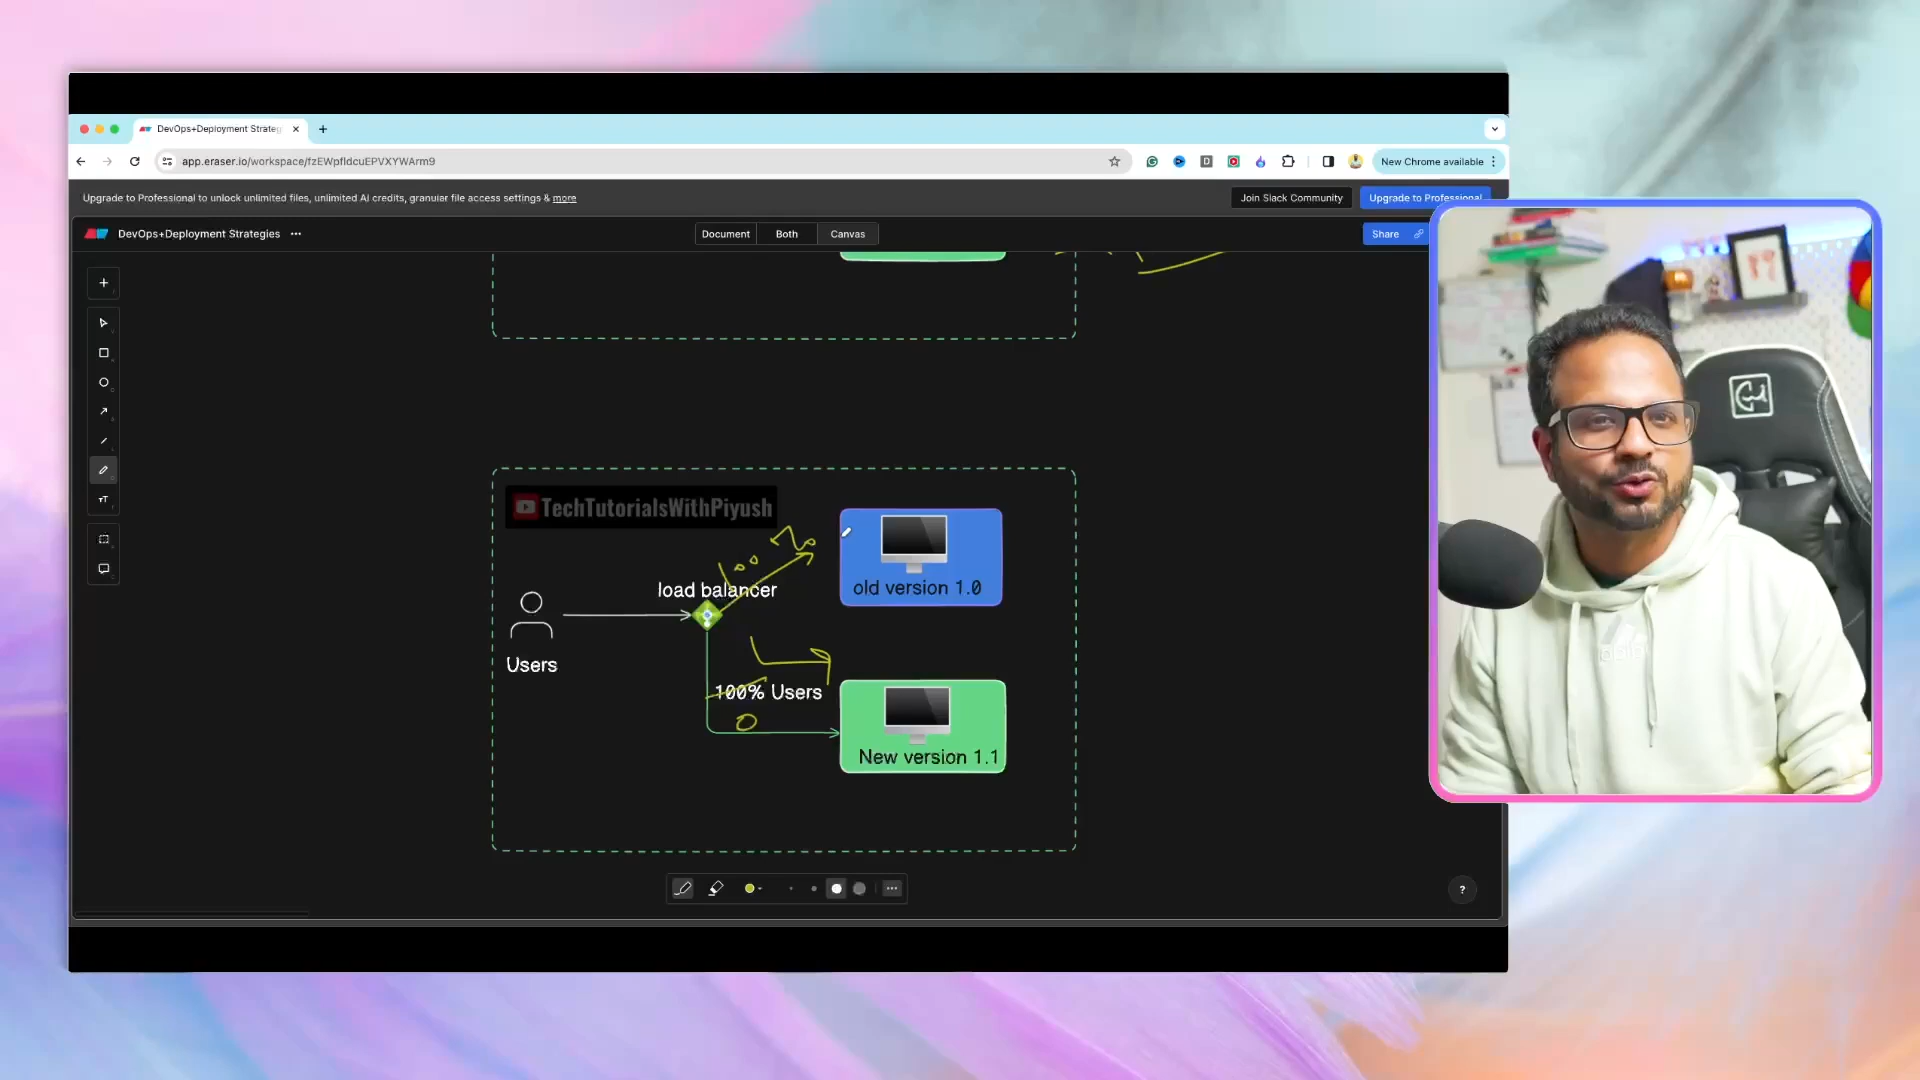 DevOps+Deployment Strateg
app.eraser.io/workspace/fzEWpfldcuEPVXYWArm9
New Chrome available
Upgrade to Professional to unlock unlimited files, unlimited AI credits, granular file access settings & more
Join Slack Community
Upgrade to Professional
DevOps+Deployment Strategies
Document
Both
Canvas
Share
TechTutorialsWithPiyush
100 %
load balancer
old version 1.0
Users
100% Users
0
New version 1.1
?